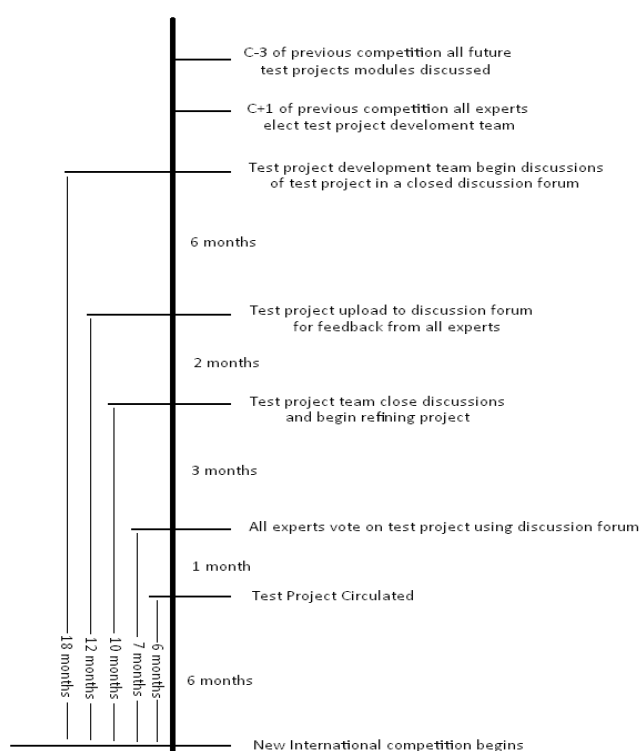 C-3 of previous competition all future
test projects modules discussed
C+1 of previous competition all experts
elect test project develoment team
Test project development team begin discussions
of test project in a closed discussion forum
6 months
Test project upload to discussion forum
for feedback from all experts
2 months
Test project team close discussions
and begin refining project
3 months
All experts vote on test project using discussion forum
1 month
Test Project Circulated
18 months
12 months
10 months
7 months
6 months
6 months
New International competition begins